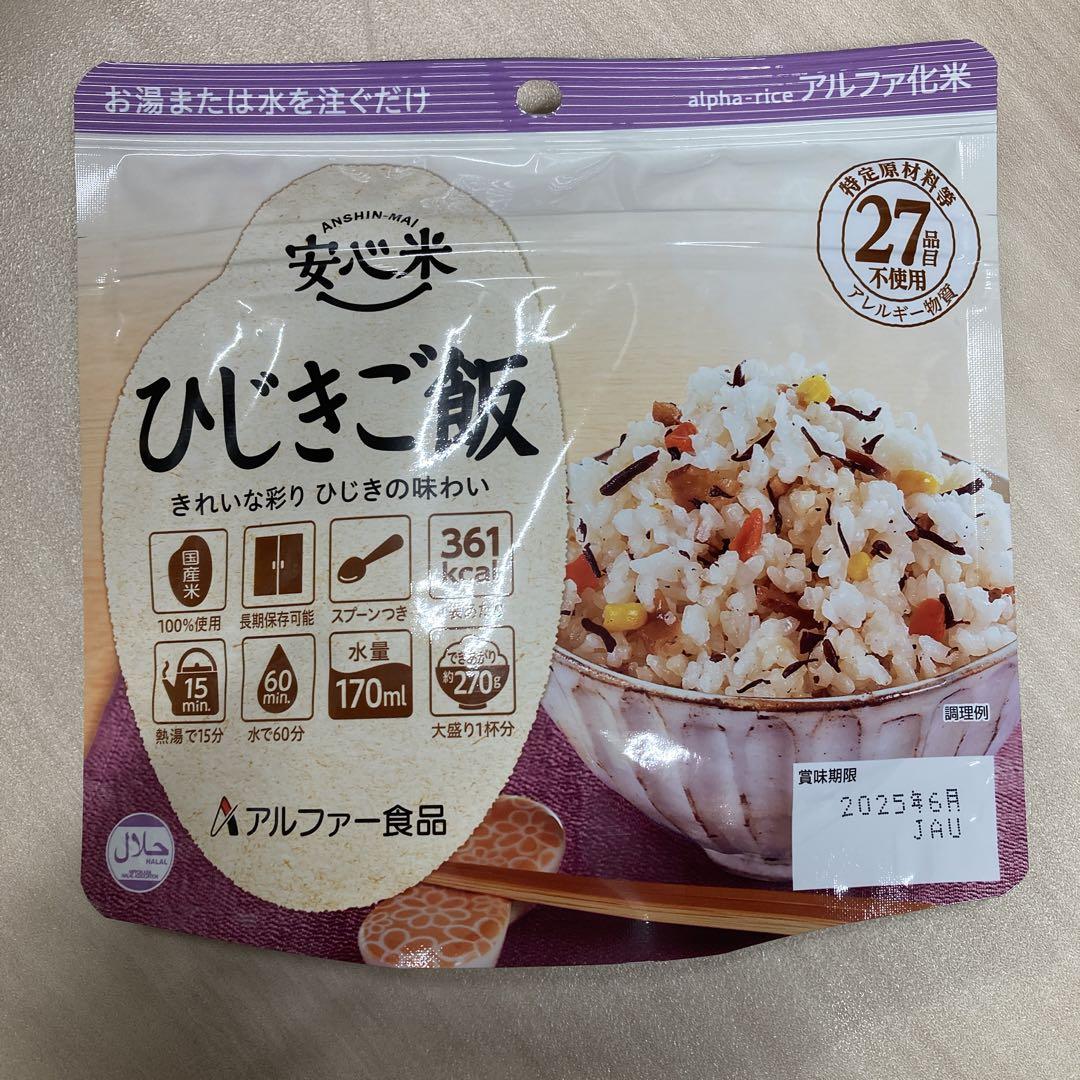 お湯または水を注ぐだけ
alpha-rice アルファ化米
特定原材料等
27品目
不使用
アレルギー物質
ANSHIN-MAI
安心米
ひじきご飯
きれいな彩り ひじきの味わい
国産米
100%使用
長期保存可能
スプーンつき
361
kcal
15
min.
熱湯で15分
60
min.
水で60分
水量
170ml
できあがり
約270g
大盛り1杯分
アルファー食品
حلال
HALAL
調理例
賞味期限
2025年6月
JAU